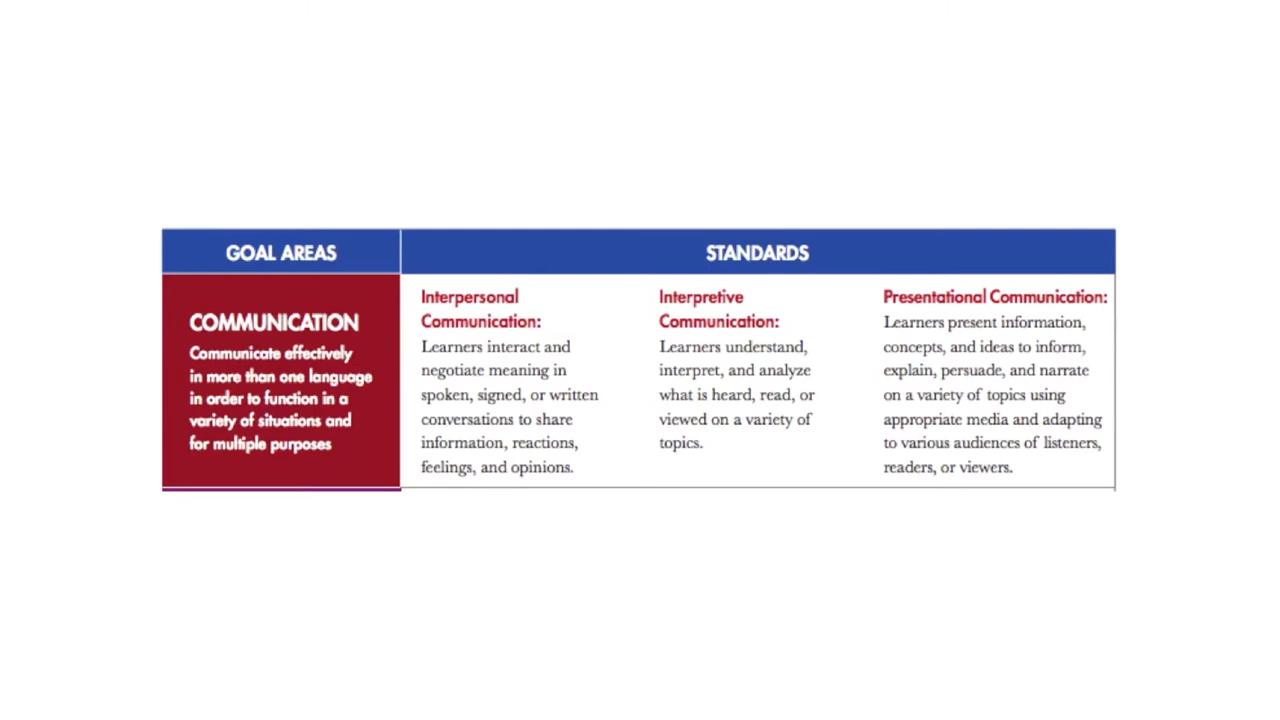 GOAL AREAS
STANDARDS
COMMUNICATION
Communicate effectively
in more than one language
in order to function in a
variety of situations and
for multiple purposes
Interpersonal
Communication:
Learners interact and
negotiate meaning in
spoken, signed, or written
conversations to share
information, reactions,
feelings, and opinions.
Interpretive
Communication:
Learners understand,
interpret, and analyze
what is heard, read, or
viewed on a variety of
topics.
Presentational Communication:
Learners present information,
concepts, and ideas to inform,
explain, persuade, and narrate
on a variety of topics using
appropriate media and adapting
to various audiences of listeners,
readers, or viewers.